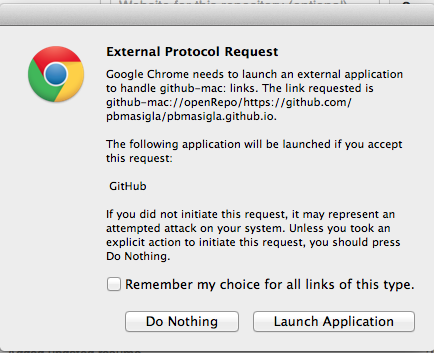 Website for this repository (optional)
External Protocol Request
Google Chrome needs to launch an external application
to handle github-mac: links. The link requested is
github-mac://openRepo/https://github.com/
pbmasigla/pbmasigla.github.io.
The following application will be launched if you accept
this request:
GitHub
If you did not initiate this request, it may represent an
attempted attack on your system. Unless you took an
explicit action to initiate this request, you should press
Do Nothing.
Remember my choice for all links of this type.
Do Nothing
Launch Application